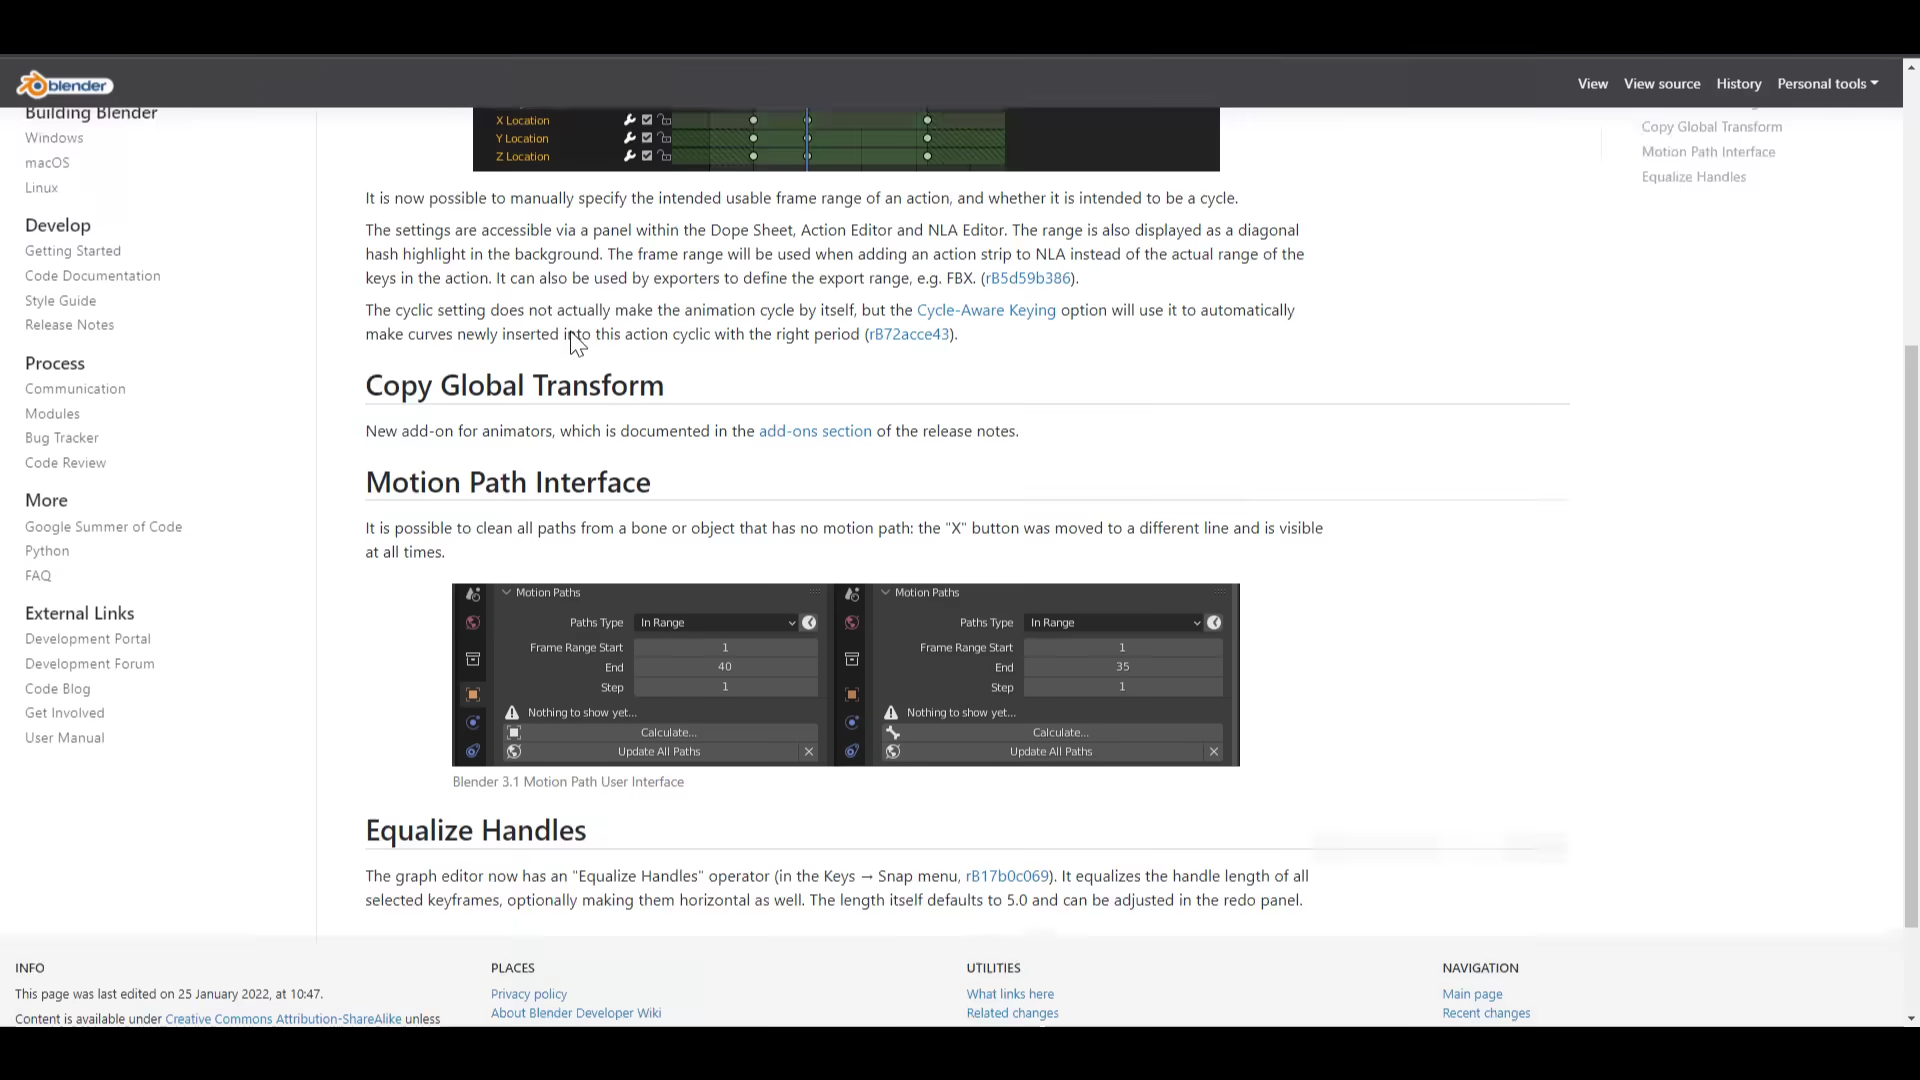 blender
View
View source
History
Personal tools
Building Blender
Windows
macOS
Linux
Develop
Getting Started
Code Documentation
Style Guide
Release Notes
Process
Communication
Modules
Bug Tracker
Code Review
More
Google Summer of Code
Python
FAQ
External Links
Development Portal
Development Forum
Code Blog
Get Involved
User Manual
X Location
Y Location
Z Location
It is now possible to manually specify the intended usable frame range of an action, and whether it is intended to be a cycle.
The settings are accessible via a panel within the Dope Sheet, Action Editor and NLA Editor. The range is also displayed as a diagonal
hash highlight in the background. The frame range will be used when adding an action strip to NLA instead of the actual range of the
keys in the action. It can also be used by exporters to define the export range, e.g. FBX. (rB5d59b386).
The cyclic setting does not actually make the animation cycle by itself, but the Cycle-Aware Keying option will use it to automatically
make curves newly inserted into this action cyclic with the right period (rB72acce43).
Copy Global Transform
New add-on for animators, which is documented in the add-ons section of the release notes.
Motion Path Interface
It is possible to clean all paths from a bone or object that has no motion path: the "X" button was moved to a different line and is visible
at all times.
Motion Paths
Paths Type In Range
Frame Range Start 1
End 40
Step 1
Nothing to show yet...
Calculate...
Update All Paths
Motion Paths
Paths Type In Range
Frame Range Start 1
End 35
Step 1
Nothing to show yet...
Calculate...
Update All Paths
Blender 3.1 Motion Path User Interface
Equalize Handles
The graph editor now has an "Equalize Handles" operator (in the Keys → Snap menu, rB17b0c069). It equalizes the handle length of all
selected keyframes, optionally making them horizontal as well. The length itself defaults to 5.0 and can be adjusted in the redo panel.
Copy Global Transform
Motion Path Interface
Equalize Handles
INFO
This page was last edited on 25 January 2022, at 10:47.
Content is available under Creative Commons Attribution-ShareAlike unless
PLACES
Privacy policy
About Blender Developer Wiki
UTILITIES
What links here
Related changes
NAVIGATION
Main page
Recent changes